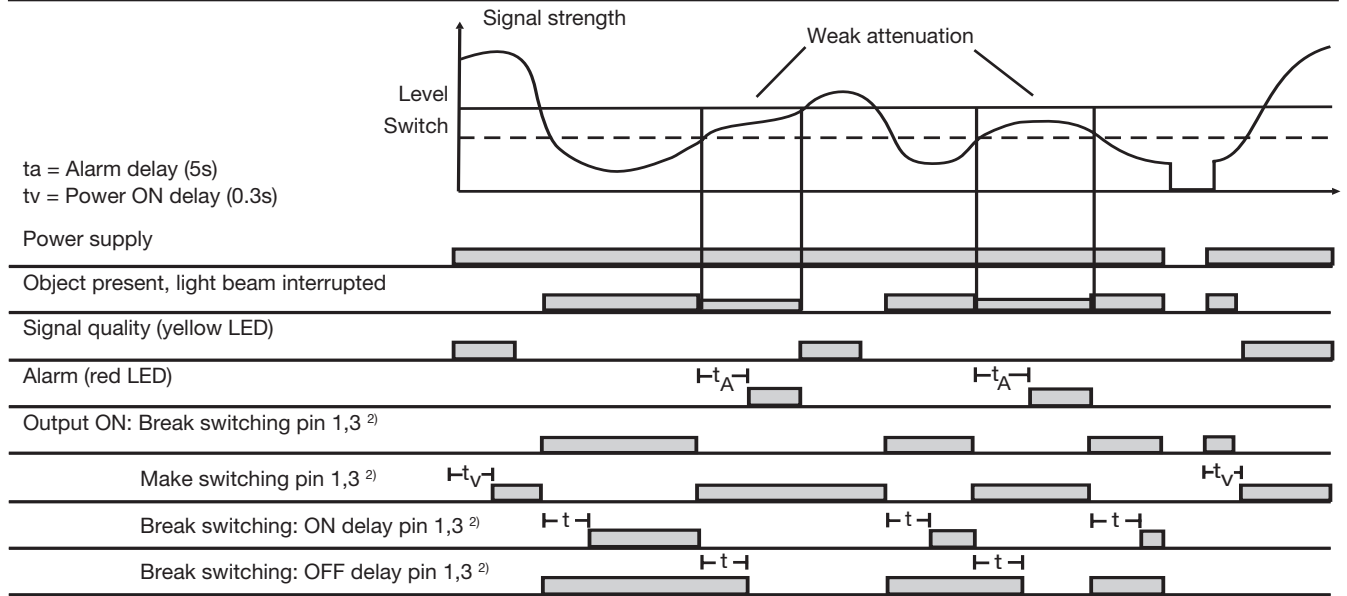 Signal strength
Weak attenuation
Level
Switch
ta = Alarm delay (5s)
tv = Power ON delay (0.3s)
Power supply
Object present, light beam interrupted
Signal quality (yellow LED)
Alarm (red LED)
tA tA
Output ON: Break switching pin 1,3 2)
Make switching pin 1,3 2) tv tv
Break switching: ON delay pin 1,3 2) t t t
Break switching: OFF delay pin 1,3 2) t t